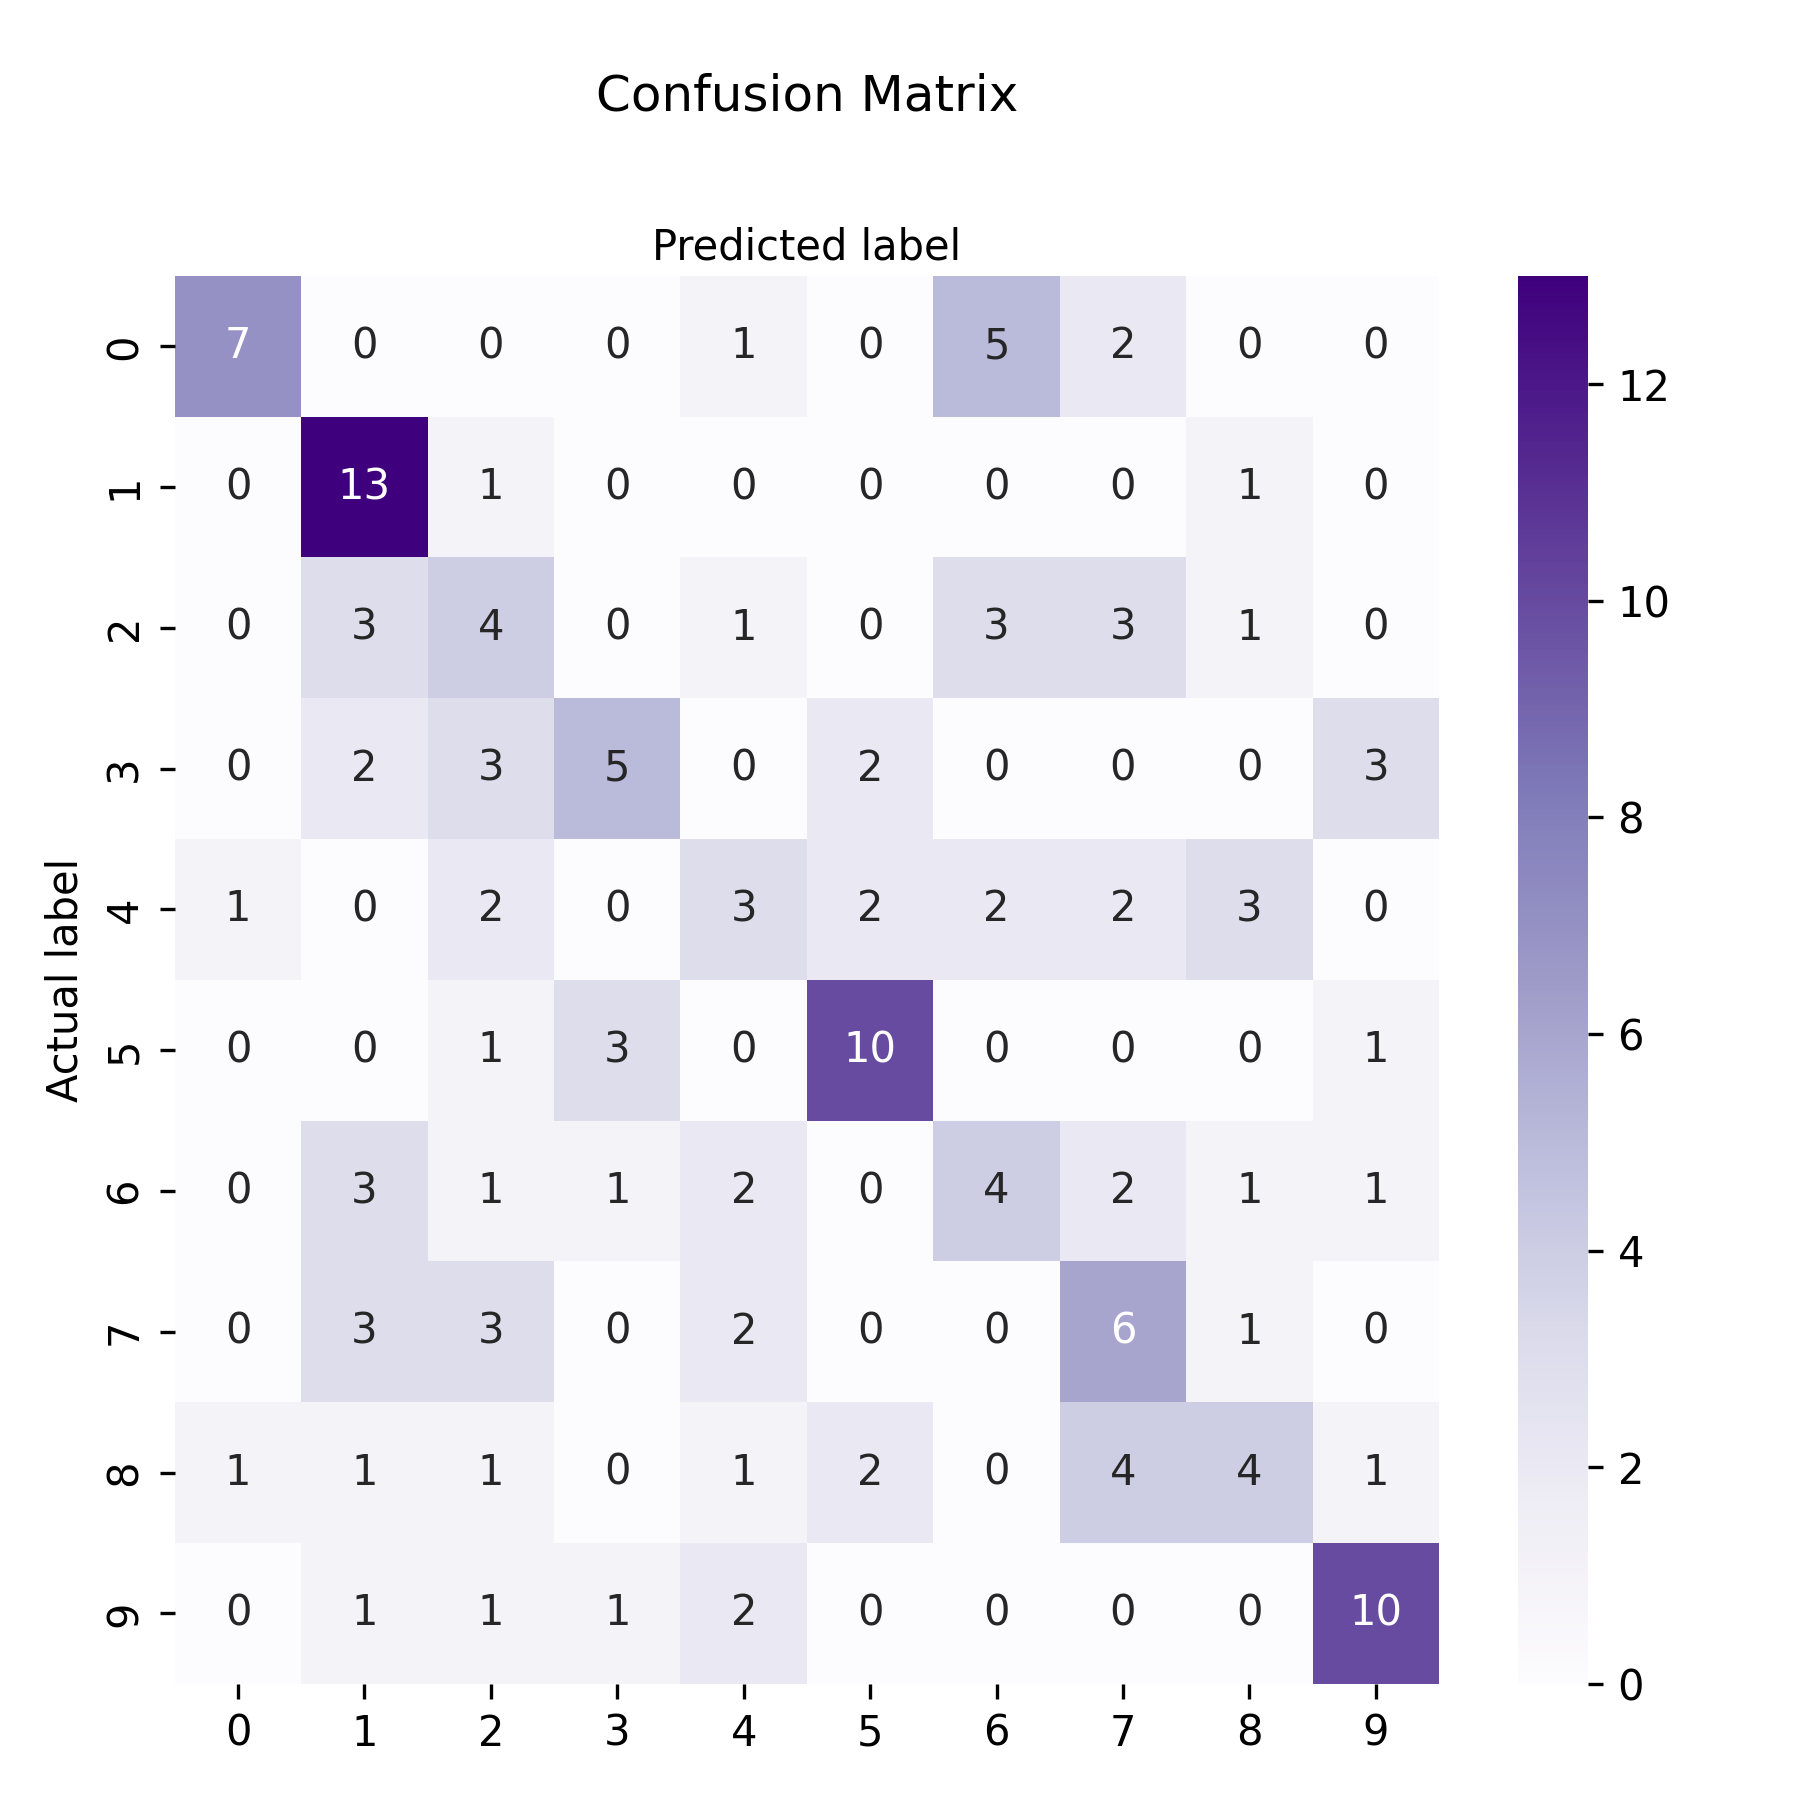 Confusion Matrix
Predicted label
Actual label
0 7 0 0 0 1 0 5 2 0 0
1 0 13 1 0 0 0 0 0 1 0
2 0 3 4 0 1 0 3 3 1 0
3 0 2 3 5 0 2 0 0 0 3
4 1 0 2 0 3 2 2 2 3 0
5 0 0 1 3 0 10 0 0 0 1
6 0 3 1 1 2 0 4 2 1 1
7 0 3 3 0 2 0 0 6 1 0
8 1 1 1 0 1 2 0 4 4 1
9 0 1 1 1 2 0 0 0 0 10
0 1 2 3 4 5 6 7 8 9
12
10
8
6
4
2
0